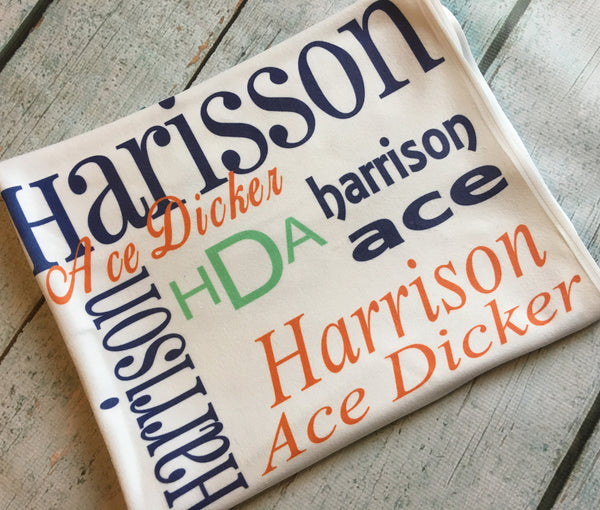 Harisson
Ace Dicker
harrison
ace
HDA
Harrison
Ace Dicker
Harrison